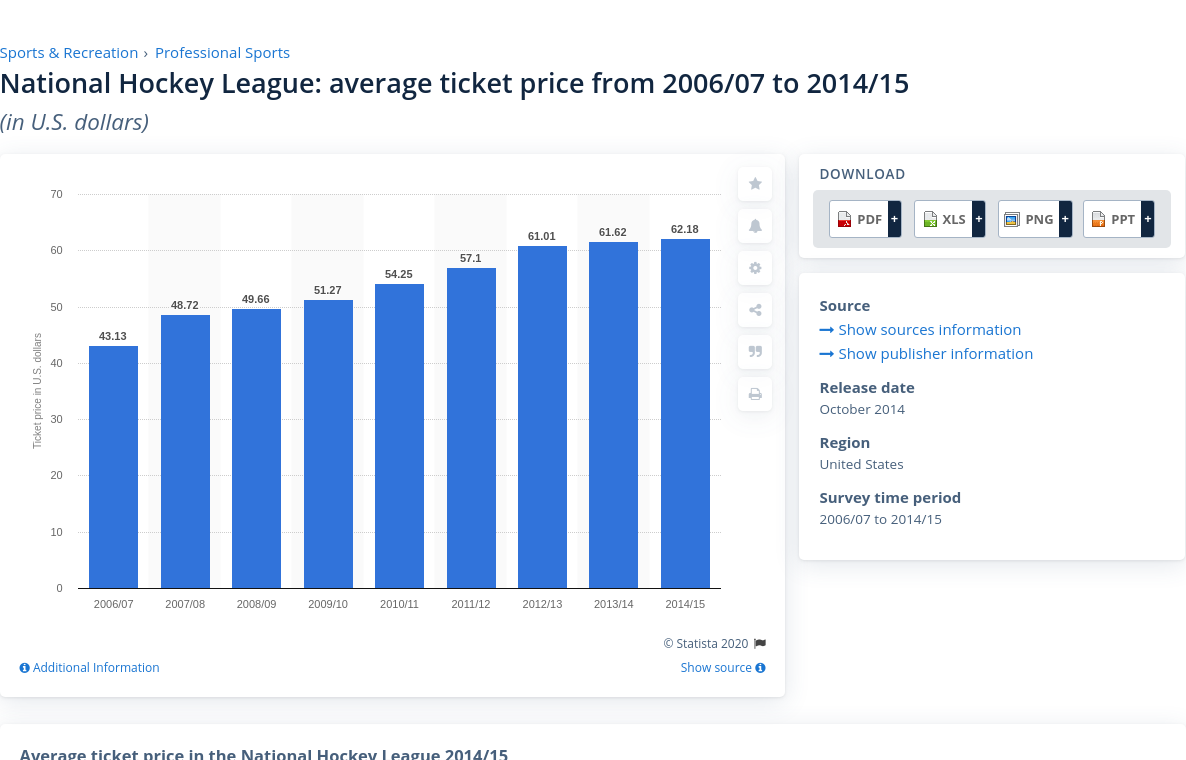 Sports & Recreation › Professional Sports
National Hockey League: average ticket price from 2006/07 to 2014/15
(in U.S. dollars)
Ticket price in U.S. dollars
70
60
50
40
30
20
10
0
43.13
48.72
49.66
51.27
54.25
57.1
61.01
61.62
62.18
2006/07 2007/08 2008/09 2009/10 2010/11 2011/12 2012/13 2013/14 2014/15
© Statista 2020
Additional Information
Show source
DOWNLOAD
PDF + XLS + PNG + PPT +
Source
Show sources information
Show publisher information
Release date
October 2014
Region
United States
Survey time period
2006/07 to 2014/15
Average ticket price in the National Hockey League 2014/15